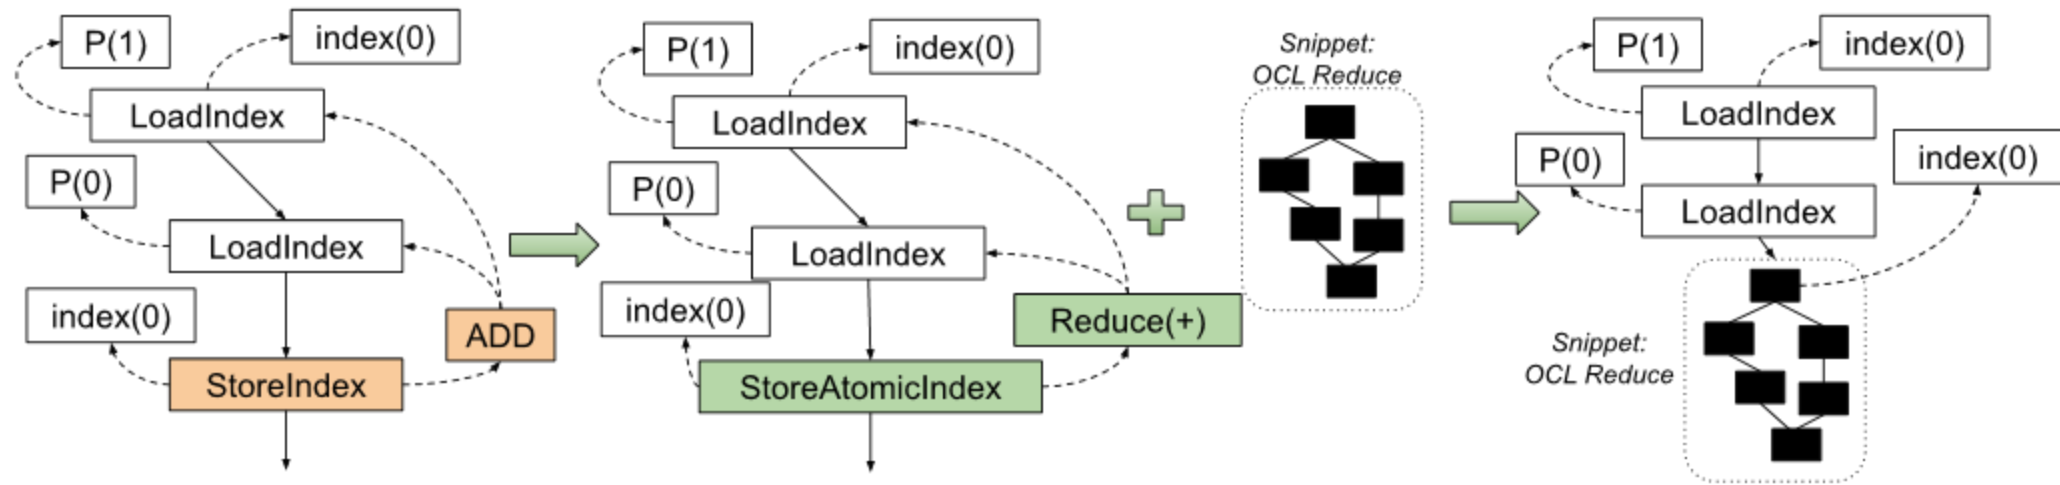 P(1)
index(0)
LoadIndex
P(0)
LoadIndex
index(0)
ADD
StoreIndex
P(1)
index(0)
LoadIndex
P(0)
LoadIndex
index(0)
Reduce(+)
StoreAtomicIndex
Snippet:
OCL Reduce
P(1)
index(0)
LoadIndex
P(0)
index(0)
LoadIndex
Snippet:
OCL Reduce